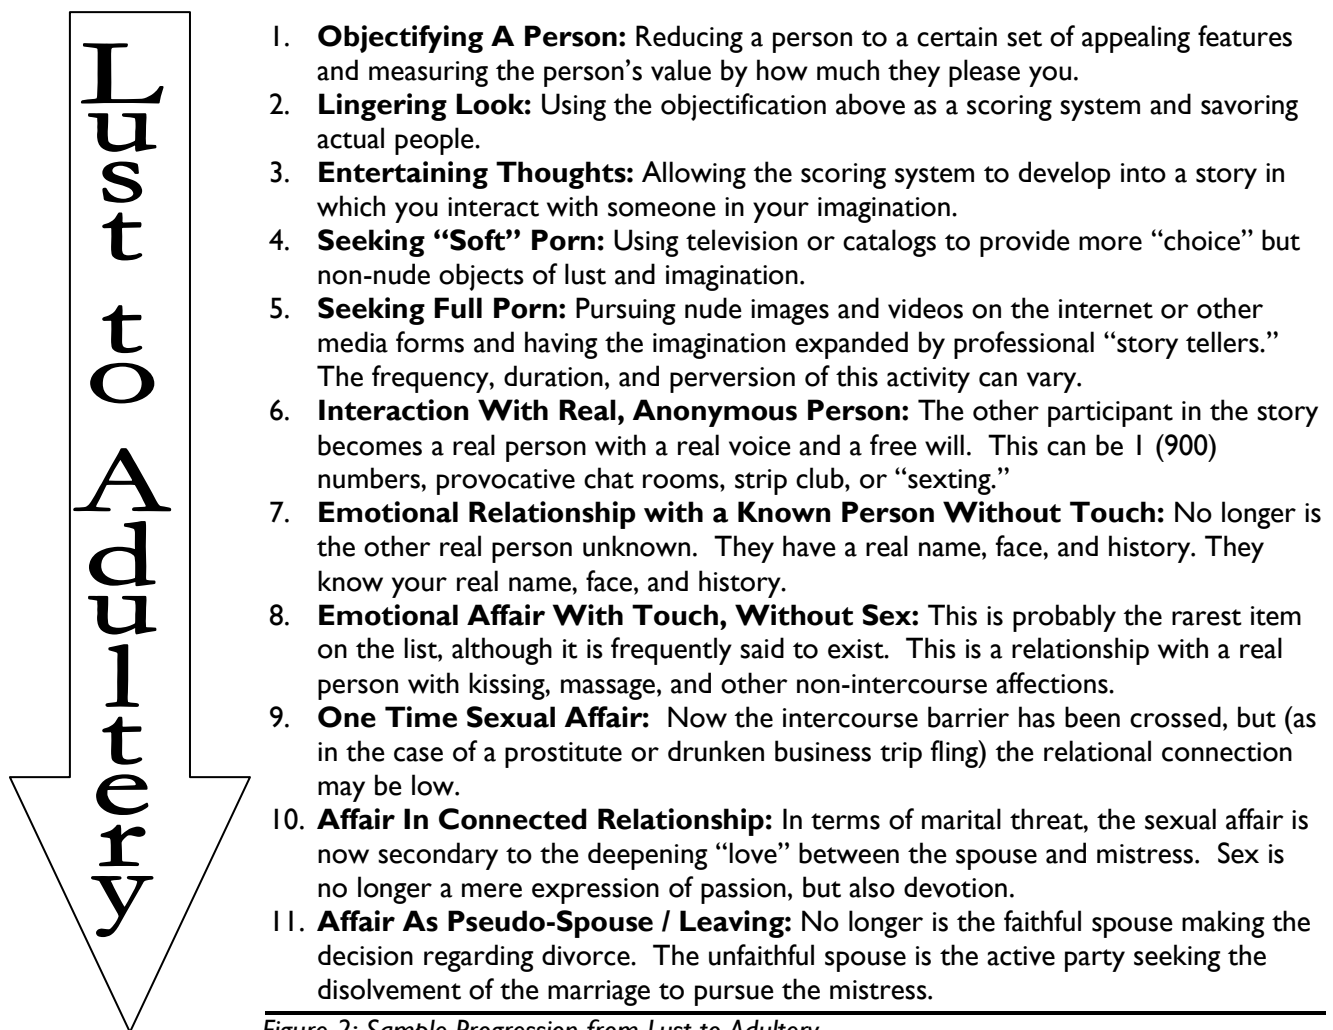 Lust to Adultery
1. Objectifying A Person: Reducing a person to a certain set of appealing features
and measuring the person’s value by how much they please you.
2. Lingering Look: Using the objectification above as a scoring system and savoring
actual people.
3. Entertaining Thoughts: Allowing the scoring system to develop into a story in
which you interact with someone in your imagination.
4. Seeking “Soft” Porn: Using television or catalogs to provide more “choice” but
non-nude objects of lust and imagination.
5. Seeking Full Porn: Pursuing nude images and videos on the internet or other
media forms and having the imagination expanded by professional “story tellers.”
The frequency, duration, and perversion of this activity can vary.
6. Interaction With Real, Anonymous Person: The other participant in the story
becomes a real person with a real voice and a free will. This can be 1 (900)
numbers, provocative chat rooms, strip club, or “sexting.”
7. Emotional Relationship with a Known Person Without Touch: No longer is
the other real person unknown. They have a real name, face, and history. They
know your real name, face, and history.
8. Emotional Affair With Touch, Without Sex: This is probably the rarest item
on the list, although it is frequently said to exist. This is a relationship with a real
person with kissing, massage, and other non-intercourse affections.
9. One Time Sexual Affair: Now the intercourse barrier has been crossed, but (as
in the case of a prostitute or drunken business trip fling) the relational connection
may be low.
10. Affair In Connected Relationship: In terms of marital threat, the sexual affair is
now secondary to the deepening “love” between the spouse and mistress. Sex is
no longer a mere expression of passion, but also devotion.
11. Affair As Pseudo-Spouse / Leaving: No longer is the faithful spouse making the
decision regarding divorce. The unfaithful spouse is the active party seeking the
disolvement of the marriage to pursue the mistress.
Figure 2: Sample Progression from Lust to Adultery